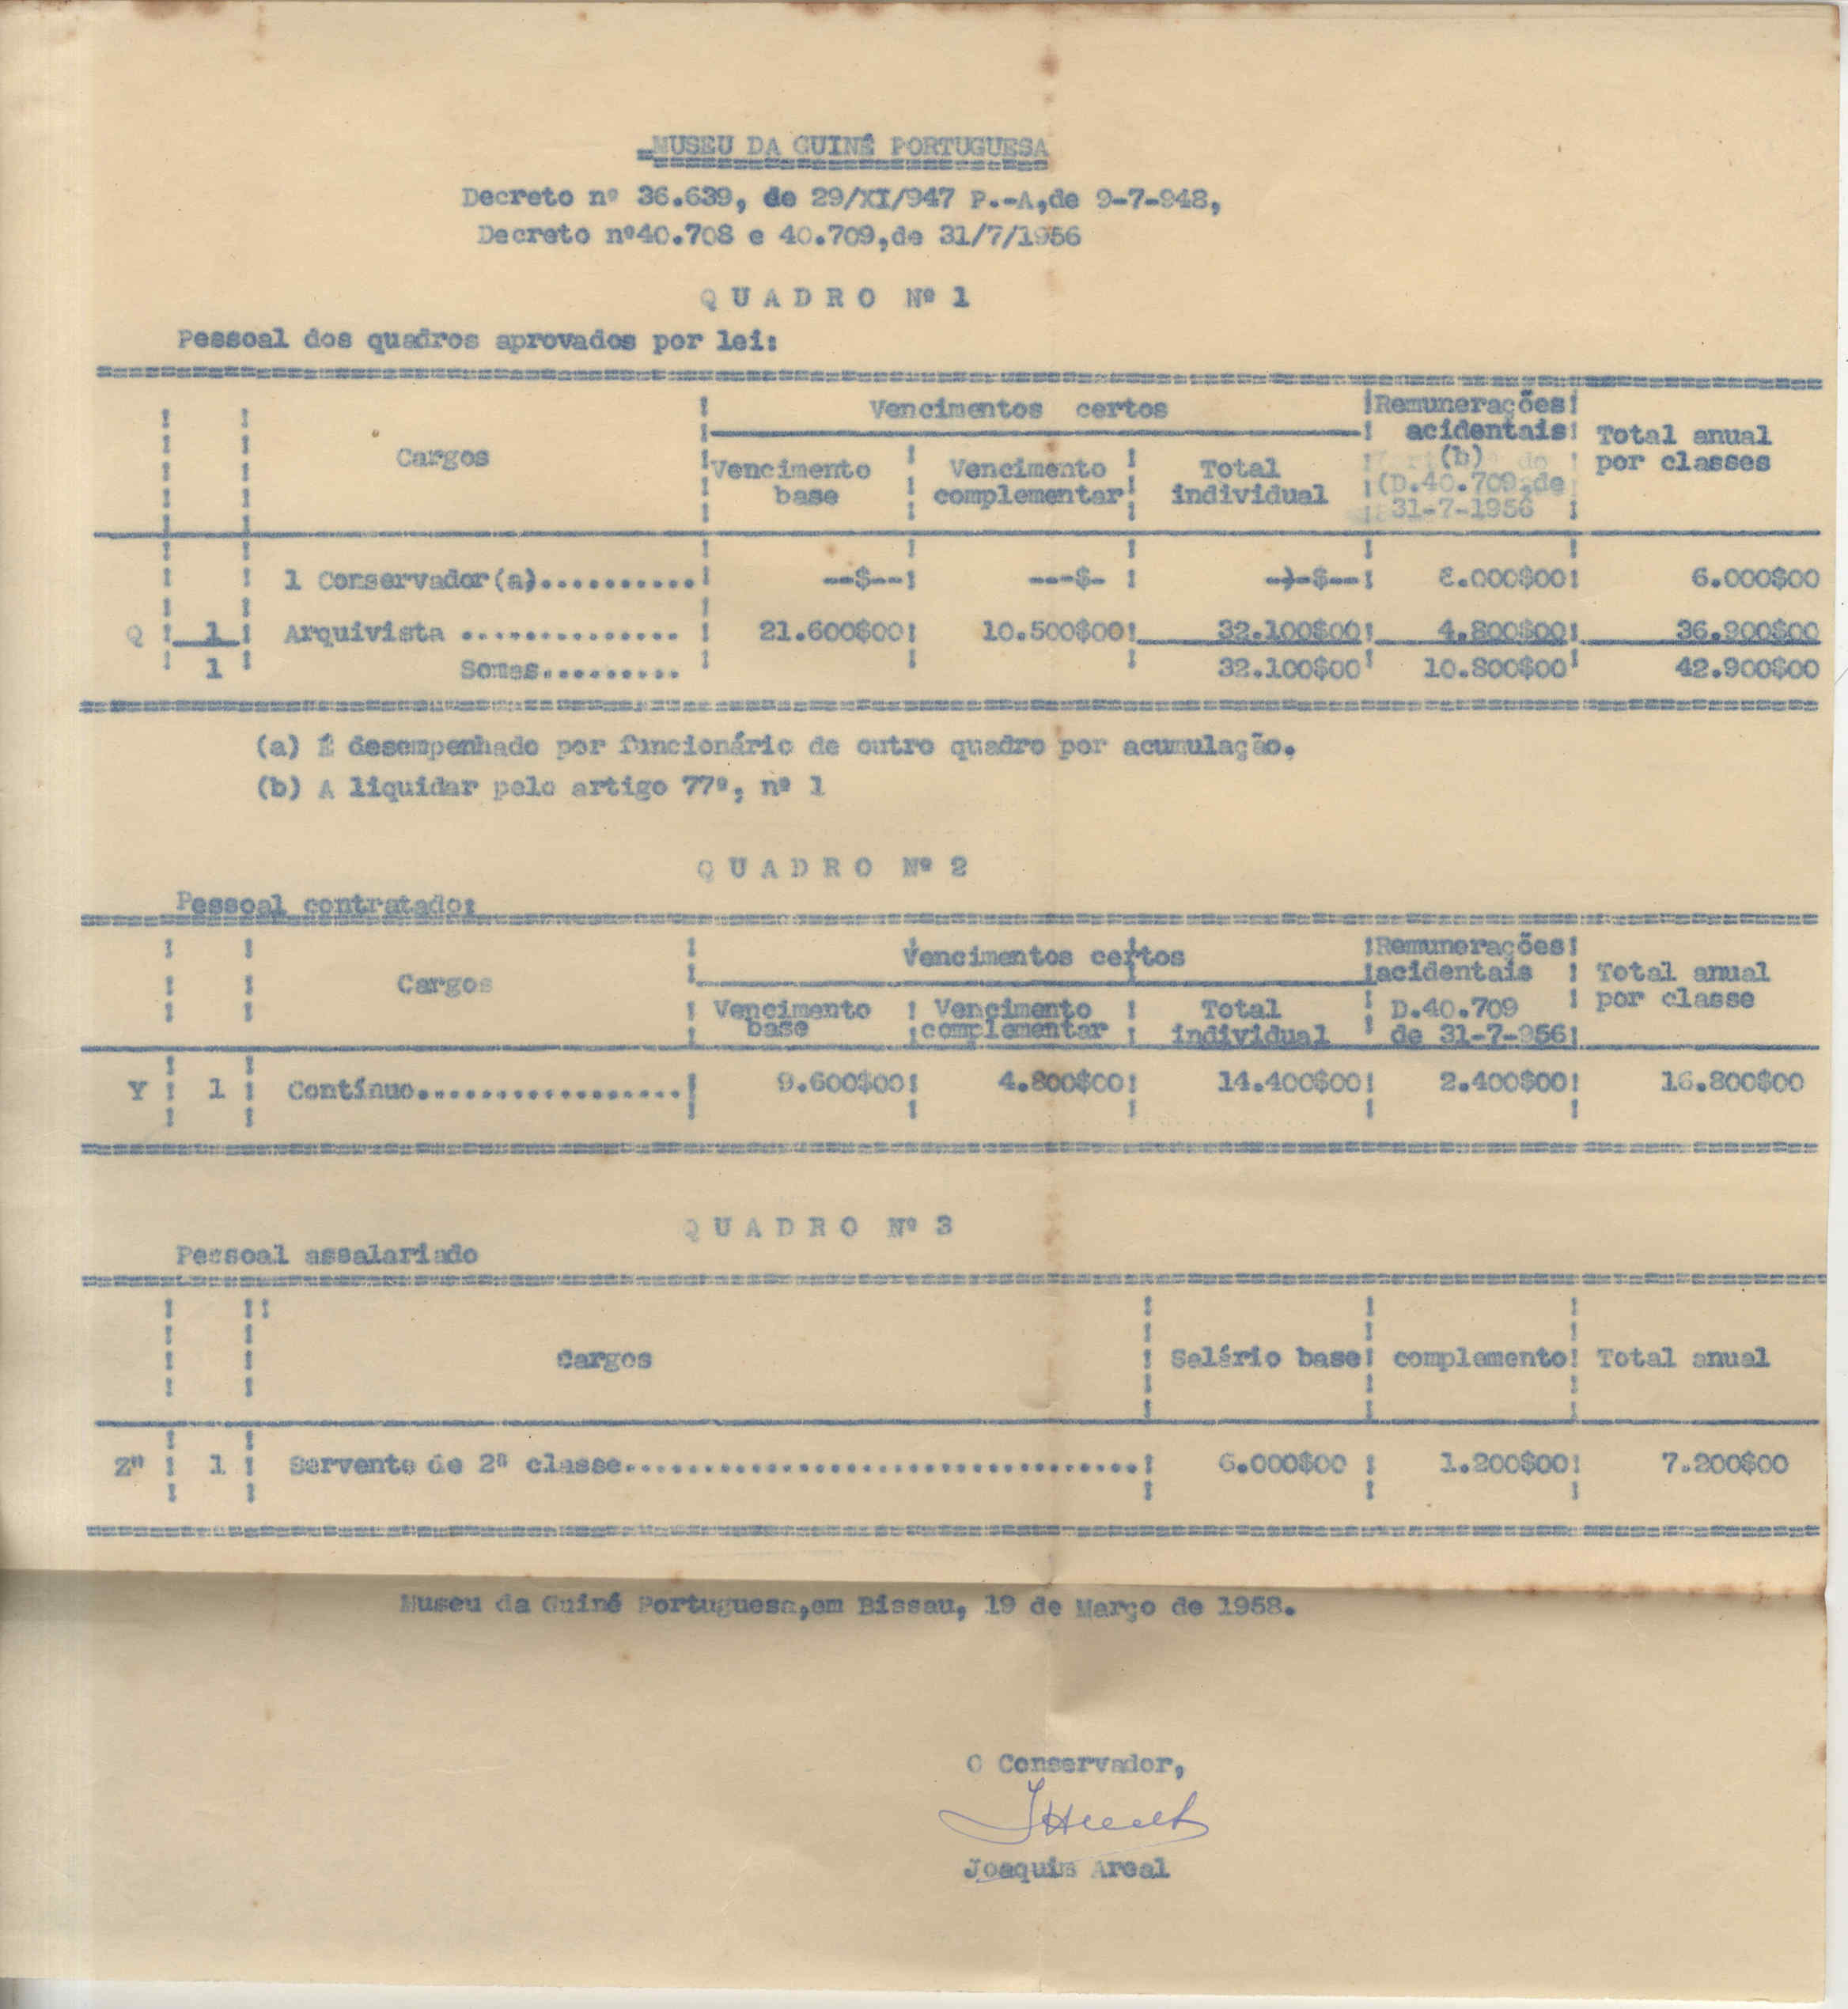 MUSEU DA GUINÉ PORTUGUESA
Decreto nº 36.639, de 29/XI/947 P.-A,de 9-7-948,
Decreto nº40.708 e 40.709,de 31/7/1956
QUADRO Nº 1
Pessoal dos quadros aprovados por lei:
Cargos
Vencimentos certos
Vencimento base
Vencimento complementar
Total individual
Remunerações acidentais
(b)
(D.40.709,de
31-7-1956
Total anual por classes
1 Conservador(a).......... --$-- ---$- --$-- 6.000$00 6.000$00
Q 1 Arquivista ............... 21.600$00 10.500$00 32.100$00 4.800$00 36.900$00
1 Somas.......... 32.100$00 10.800$00 42.900$00
(a) É desempenhado por funcionário de outro quadro por acumulação.
(b) A liquidar pelo artigo 77º, nº 1
QUADRO Nº 2
Pessoal contratado:
Cargos
Vencimentos certos
Vencimento base
Vencimento complementar
Total individual
Remunerações acidentais
D.40.709
de 31-7-956
Total anual por classe
Y 1 Contínuo.................. 9.600$00 4.800$00 14.400$00 2.400$00 16.800$00
QUADRO Nº 3
Pessoal assalariado
Cargos Salário base complemento Total anual
Z" 1 Servente de 2ª classe.................................. 6.000$00 1.200$00 7.200$00
Museu da Guiné Portuguesa,em Bissau, 19 de Março de 1958.
O Conservador,
Joaquim Areal